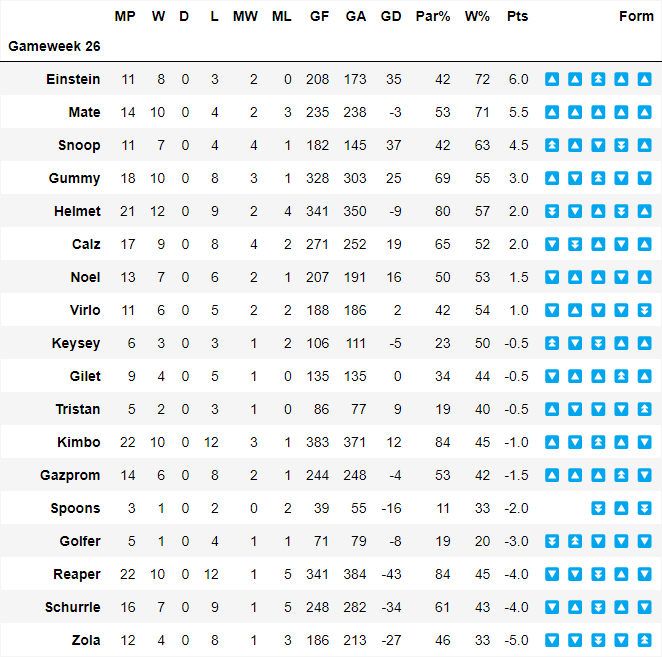 MP W D L MW ML GF GA GD Par% W% Pts Form
Gameweek 26
Einstein 11 8 0 3 2 0 208 173 35 42 72 6.0 🔼 🔼 ⏫ 🔼 🔼
Mate 14 10 0 4 2 3 235 238 -3 53 71 5.5 🔼 🔼 🔼 🔼 🔼
Snoop 11 7 0 4 4 1 182 145 37 42 63 4.5 ⏫ 🔼 🔽 ⏬ 🔼
Gummy 18 10 0 8 3 1 328 303 25 69 55 3.0 🔼 🔽 ⏫ 🔽 🔽
Helmet 21 12 0 9 2 4 341 350 -9 80 57 2.0 ⏬ 🔽 🔼 ⏬ 🔼
Calz 17 9 0 8 4 2 271 252 19 65 52 2.0 🔽 ⏬ 🔼 🔽 🔼
Noel 13 7 0 6 2 1 207 191 16 50 53 1.5 🔽 🔼 🔼 🔽 🔼
Virlo 11 6 0 5 2 2 188 186 2 42 54 1.0 🔽 🔼 🔽 🔽 ⏬
Keysey 6 3 0 3 1 2 106 111 -5 23 50 -0.5 ⏫ 🔽 ⏬ 🔼 🔼
Gilet 9 4 0 5 1 0 135 135 0 34 44 -0.5 🔽 🔼 🔼 ⏫ 🔼
Tristan 5 2 0 3 1 0 86 77 9 19 40 -0.5 🔼 🔽 🔽 🔽 ⏫
Kimbo 22 10 0 12 3 1 383 371 12 84 45 -1.0 🔼 🔽 ⏫ 🔼 🔽
Gazprom 14 6 0 8 2 1 244 248 -4 53 42 -1.5 🔼 🔼 🔼 ⏫ 🔽
Spoons 3 1 0 2 0 2 39 55 -16 11 33 -2.0 ⏬ 🔼 ⏬
Golfer 5 1 0 4 1 1 71 79 -8 19 20 -3.0 ⏬ ⏫ 🔽 🔽 🔽
Reaper 22 10 0 12 1 5 341 384 -43 84 45 -4.0 🔽 🔽 ⏬ 🔼 🔽
Schurrle 16 7 0 9 1 5 248 282 -34 61 43 -4.0 🔽 🔼 ⏬ 🔼 🔽
Zola 12 4 0 8 1 3 186 213 -27 46 33 -5.0 🔽 🔽 ⏬ 🔽 ⏫